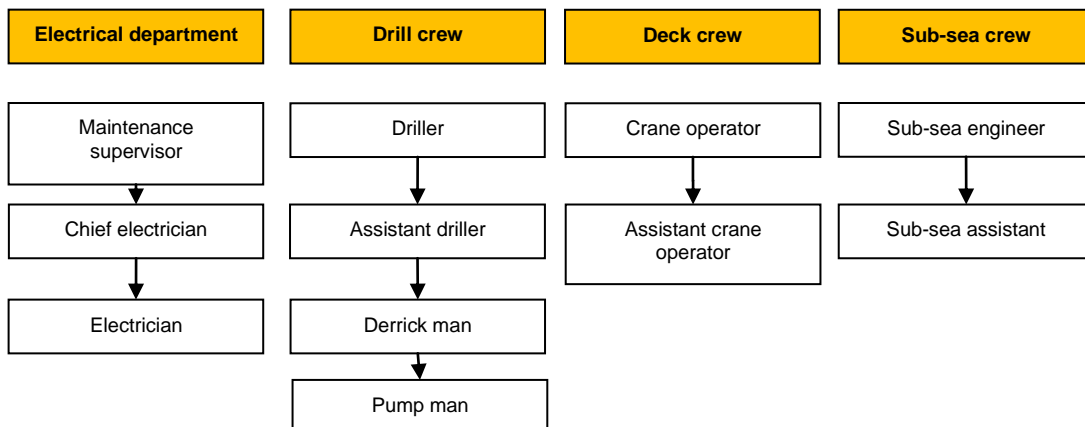 Electrical department
Drill crew
Deck crew
Sub-sea crew
Maintenance
supervisor
Driller
Crane operator
Sub-sea engineer
Chief electrician
Assistant driller
Assistant crane
operator
Sub-sea assistant
Electrician
Derrick man
Pump man